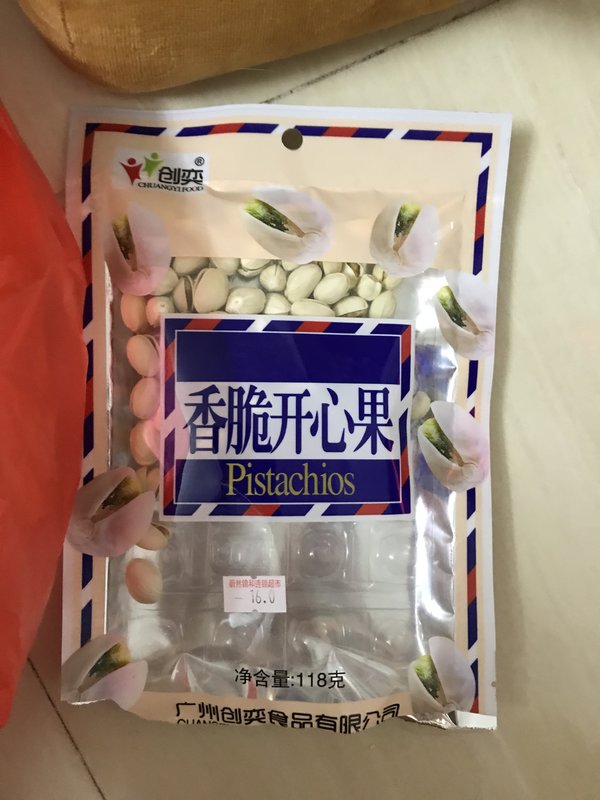 创奕®
CHUANGYI FOOD
香脆开心果
Pistachios
16.0
净含量:118克
广州创奕食品有限公司